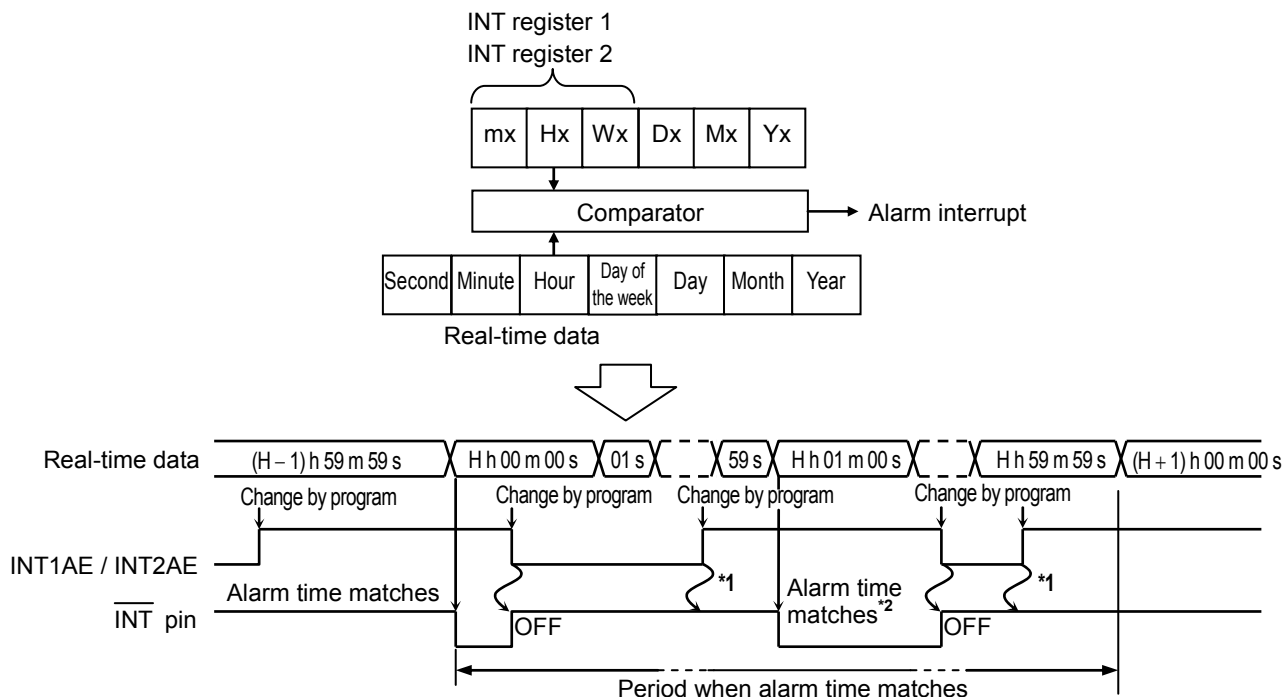 INT register 1
INT register 2
mx Hx Wx Dx Mx Yx
Comparator
Alarm interrupt
Second Minute Hour Day of the week Day Month Year
Real-time data
Real-time data
(H − 1) h 59 m 59 s
H h 00 m 00 s
01 s
59 s
H h 01 m 00 s
H h 59 m 59 s
(H + 1) h 00 m 00 s
Change by program
Change by program
Change by program
Change by program
INT1AE / INT2AE
*1
*1
Alarm time matches
Alarm time
matches*2
INT pin
OFF
OFF
Period when alarm time matches